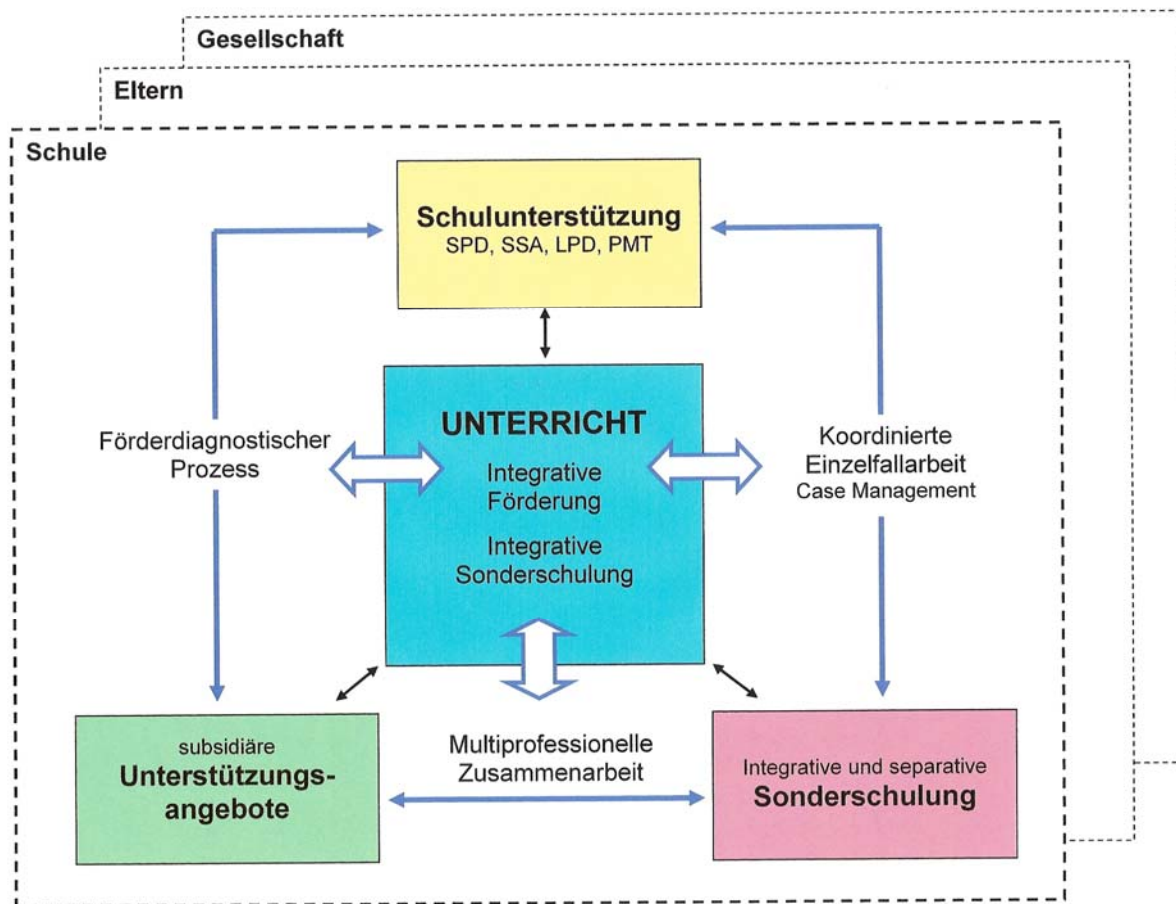 Gesellschaft
Eltern
Schule
Schulunterstützung
SPD, SSA, LPD, PMT
UNTERRICHT
Integrative
Förderung
Integrative
Sonderschulung
Förderdiagnostischer
Prozess
Koordinierte
Einzelfallarbeit
Case Management
subsidiäre
Unterstützungs-
angebote
Multiprofessionelle
Zusammenarbeit
Integrative und separative
Sonderschulung